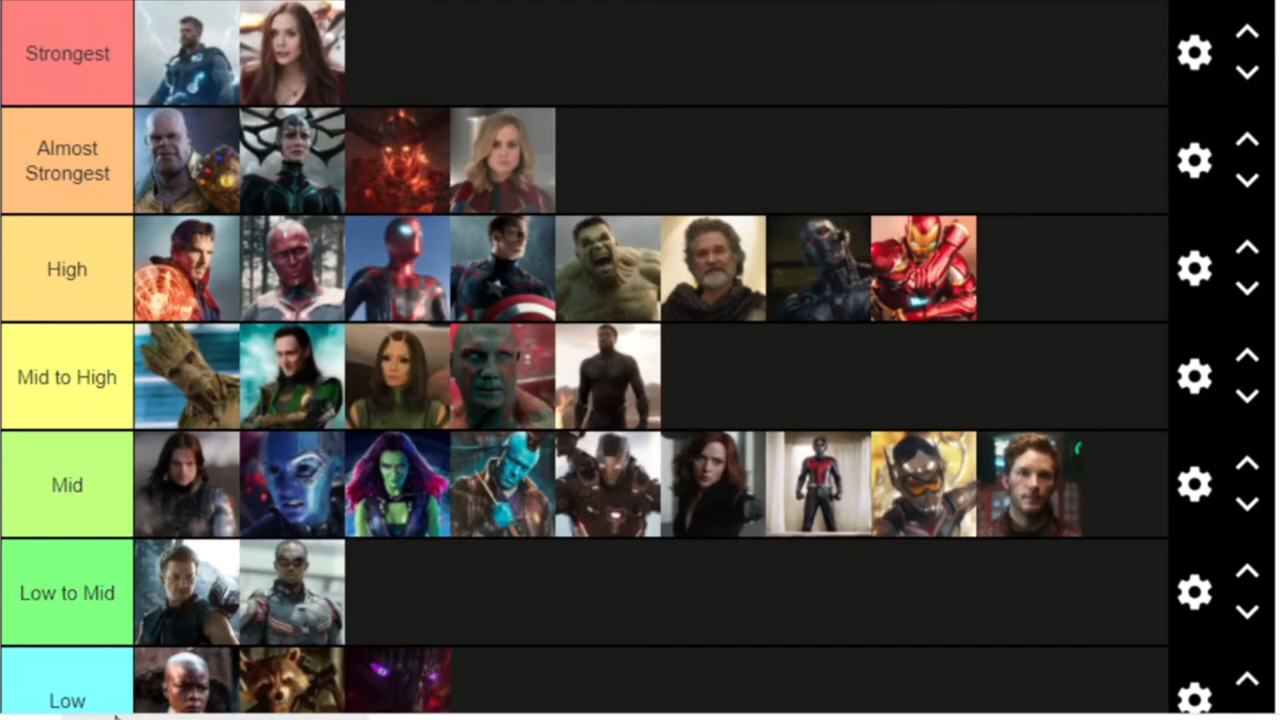 Strongest
Almost
Strongest
High
Mid to High
Mid
Low to Mid
Low